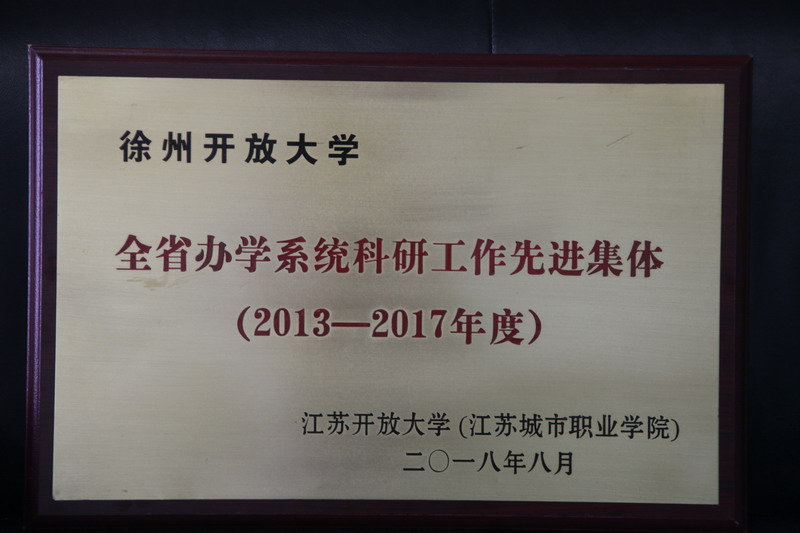 徐州开放大学
全省办学系统科研工作先进集体
(2013—2017年度)
江苏开放大学(江苏城市职业学院)
二〇一八年八月